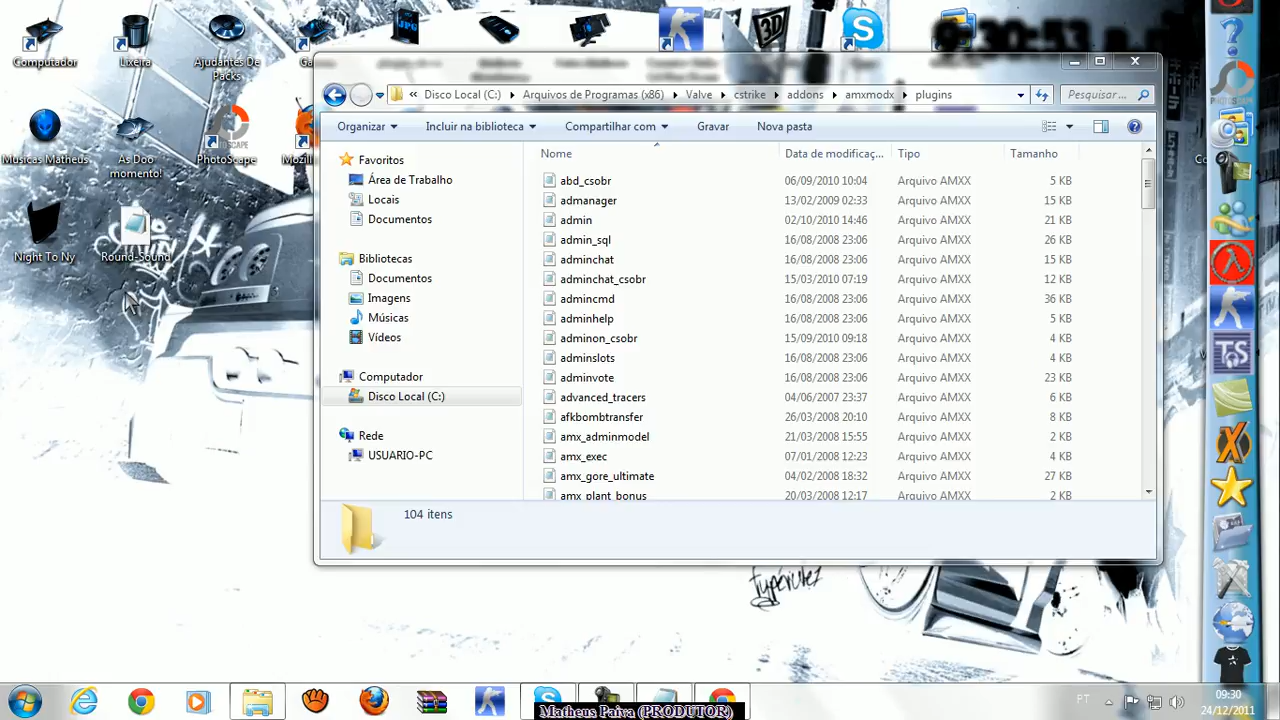 Computador
Lixeira
Ajudantes De
Packs
JPG
3D
9:30:53 p.m
Musicas Matheus
As Doo
momento!
PhotoScape
Mozil
Night To Ny
Round-Sound
« Disco Local (C:) Arquivos de Programas (x86) Valve cstrike addons amxmodx plugins
Pesquisar...
Organizar
Incluir na biblioteca
Compartilhar com
Gravar
Nova pasta
Favoritos
Área de Trabalho
Locais
Documentos
Bibliotecas
Documentos
Imagens
Músicas
Vídeos
Computador
Disco Local (C:)
Rede
USUARIO-PC
Nome Data de modificaç... Tipo Tamanho
abd_csobr 06/09/2010 10:04 Arquivo AMXX 5 KB
admanager 13/02/2009 02:33 Arquivo AMXX 15 KB
admin 02/10/2010 14:46 Arquivo AMXX 21 KB
admin_sql 16/08/2008 23:06 Arquivo AMXX 26 KB
adminchat 16/08/2008 23:06 Arquivo AMXX 15 KB
adminchat_csobr 15/03/2010 07:19 Arquivo AMXX 12 KB
admincmd 16/08/2008 23:06 Arquivo AMXX 36 KB
adminhelp 16/08/2008 23:06 Arquivo AMXX 5 KB
adminon_csobr 15/09/2010 09:18 Arquivo AMXX 4 KB
adminslots 16/08/2008 23:06 Arquivo AMXX 4 KB
adminvote 16/08/2008 23:06 Arquivo AMXX 23 KB
advanced_tracers 04/06/2007 23:37 Arquivo AMXX 6 KB
afkbombtransfer 26/03/2008 20:10 Arquivo AMXX 8 KB
amx_adminmodel 21/03/2008 15:55 Arquivo AMXX 2 KB
amx_exec 07/01/2008 12:23 Arquivo AMXX 4 KB
amx_gore_ultimate 04/02/2008 18:32 Arquivo AMXX 27 KB
amx_plant_bonus 20/03/2008 12:17 Arquivo AMXX 2 KB
104 itens
PT
09:30
24/12/2011
Matheus Paiva (PRODUTOR)